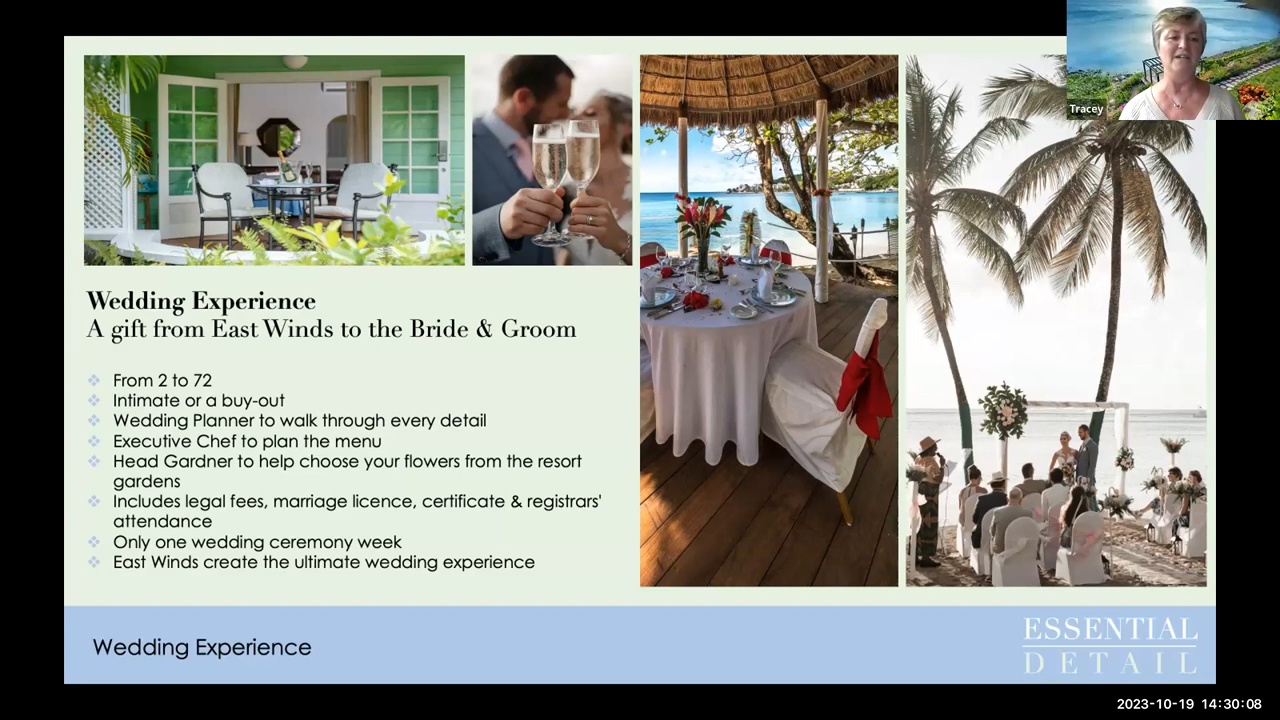 Tracey
Wedding Experience
A gift from East Winds to the Bride & Groom
From 2 to 72
Intimate or a buy-out
Wedding Planner to walk through every detail
Executive Chef to plan the menu
Head Gardner to help choose your flowers from the resort
gardens
Includes legal fees, marriage licence, certificate & registrars'
attendance
Only one wedding ceremony week
East Winds create the ultimate wedding experience
Wedding Experience
ESSENTIAL
DETAIL
2023-10-19 14:30:08